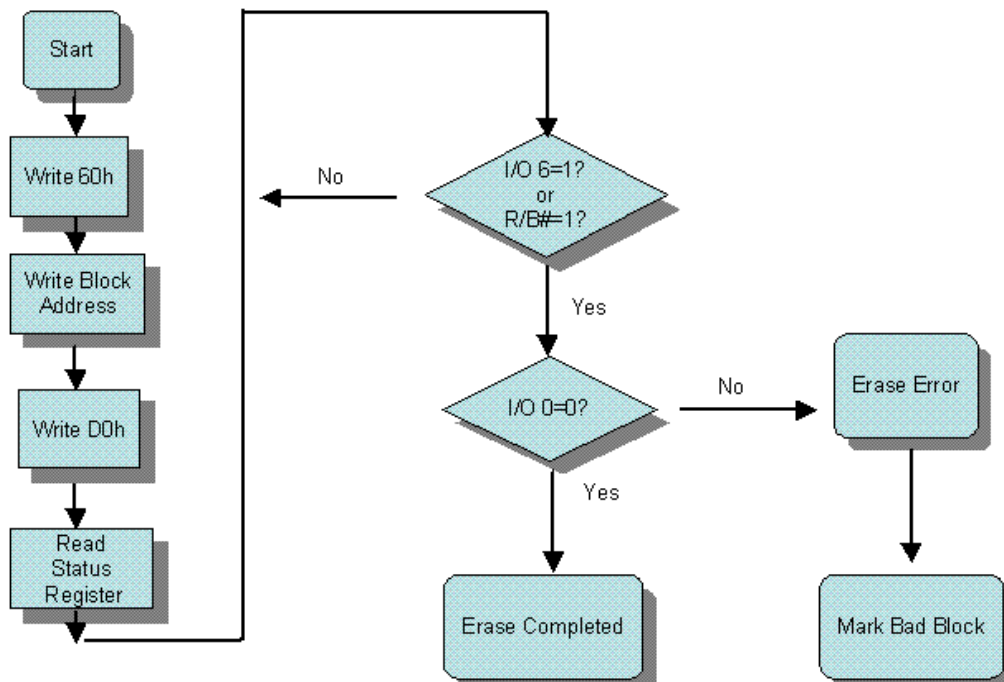 Start
Write 60h
Write Block
Address
Write D0h
Read
Status
Register
I/O 6=1?
or
R/B#=1?
No
Yes
I/O 0=0?
No
Yes
Erase Completed
Erase Error
Mark Bad Block